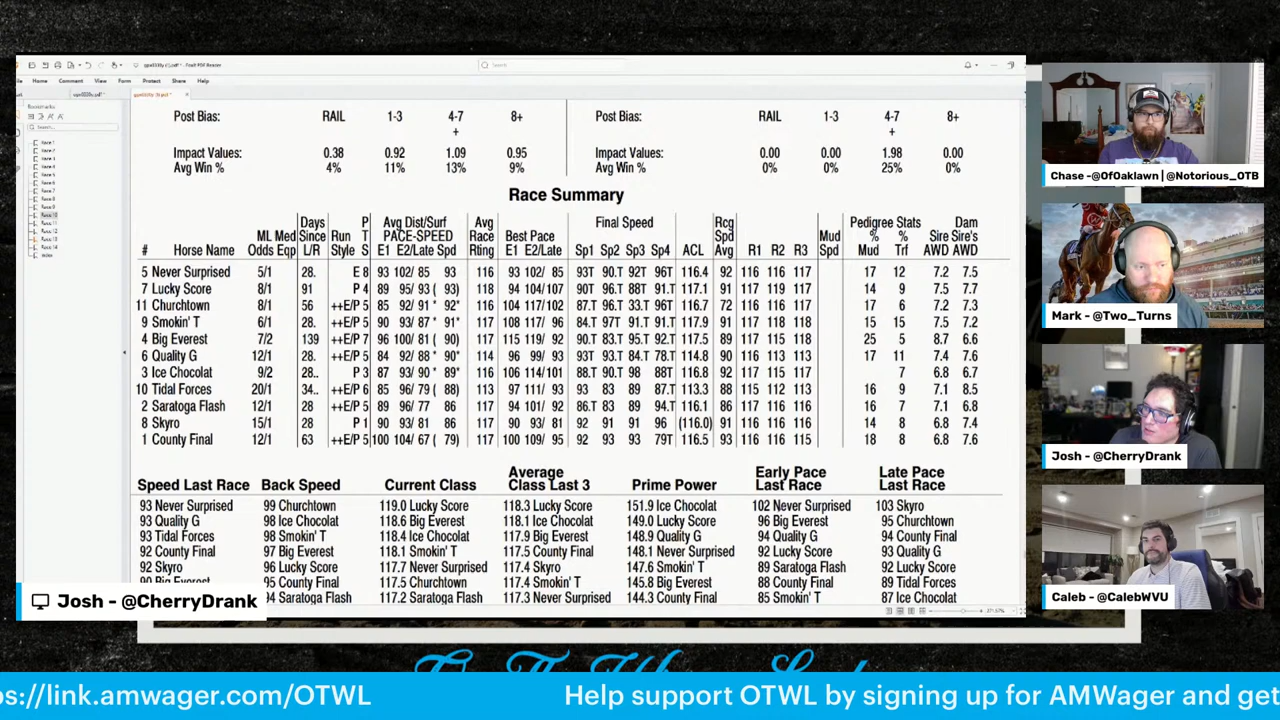 Home Comment View Form Protect Share Help
Search
Bookmarks
Post Bias: RAIL 1-3 4-7 8+ Post Bias: RAIL 1-3 4-7 8+
+ +
Impact Values: 0.38 0.92 1.09 0.95 Impact Values: 0.00 0.00 1.98 0.00
Avg Win % 4% 11% 13% 9% Avg Win % 0% 0% 25% 0%
Race Summary
Days P Avg Dist/Surf Avg Final Speed Rcg Pedigree Stats Dam
ML Med Since Run T PACE-SPEED Race Best Pace Spd Mud % % Sire Sire's
# Horse Name Odds Eqp L/R Style S E1 E2/Late Spd Rtng E1 E2/Late Sp1 Sp2 Sp3 Sp4 ACL Avg R1 R2 R3 Spd Mud Trf AWD AWD
5 Never Surprised 5/1 28. E 8 93 102/ 85 93 116 93 102/ 85 93T 90.T 92T 96T 116.4 92 116 116 117 17 12 7.2 7.5
7 Lucky Score 8/1 91 P 4 89 95/ 93 ( 93) 118 94 104/107 90T 96.T 88T 91.T 117.1 91 117 119 117 14 9 7.5 7.7
11 Churchtown 8/1 56 ++E/P 5 85 92/ 91 * 92* 116 104 117/102 87.T 96.T 33.T 96T 116.7 72 116 116 117 17 6 7.2 7.3
9 Smokin' T 6/1 28. ++E/P 5 90 93/ 87 * 91* 117 108 117/ 96 84.T 97T 91.T 91.T 117.9 91 117 118 118 15 15 7.5 7.2
4 Big Everest 7/2 139 ++E/P 7 96 100/ 81 ( 90) 117 115 119/ 92 90.T 83.T 95.T 92.T 117.5 89 117 115 118 25 5 8.7 6.6
6 Quality G 12/1 28. ++E/P 5 84 92/ 88 * 90* 114 96 99/ 93 93T 93.T 84.T 78.T 114.8 90 116 113 113 17 11 7.4 7.6
3 Ice Chocolat 9/2 28.. P 3 87 93/ 90 * 89* 116 106 114/101 88.T 90.T 98 88T 116.8 92 115 116 117 7 6.8 6.7
10 Tidal Forces 20/1 34.. ++E/P 6 85 96/ 79 ( 88) 113 97 111/ 93 93 83 89 87.T 113.3 88 115 112 113 16 9 7.1 8.5
2 Saratoga Flash 12/1 28 ++E/P 5 89 96/ 77 86 117 94 101/ 92 86.T 83 89 94.T 116.1 86 117 116 116 16 7 7.1 6.8
8 Skyro 15/1 28 P 1 90 93/ 81 86 116 90 93/ 81 92 91 91 96 (116.0) 91 116 116 116 14 8 6.8 7.4
1 County Final 12/1 63 ++E/P 5 100 104/ 67 ( 79) 117 100 109/ 95 92 93 93 79T 116.5 93 116 116 115 18 8 6.8 7.6
Speed Last Race Back Speed Current Class Average Class Last 3 Prime Power Early Pace Last Race Late Pace Last Race
93 Never Surprised 99 Churchtown 119.0 Lucky Score 118.3 Lucky Score 151.9 Ice Chocolat 102 Never Surprised 103 Skyro
93 Quality G 98 Ice Chocolat 118.6 Big Everest 118.1 Ice Chocolat 149.0 Lucky Score 96 Big Everest 95 Churchtown
93 Tidal Forces 98 Smokin' T 118.4 Ice Chocolat 117.9 Big Everest 148.9 Quality G 94 Quality G 94 County Final
92 County Final 97 Big Everest 118.1 Smokin' T 117.5 County Final 148.1 Never Surprised 92 Lucky Score 93 Quality G
92 Skyro 96 Lucky Score 117.7 Never Surprised 117.4 Skyro 147.6 Smokin' T 89 Saratoga Flash 92 Lucky Score
90 Big Everest 95 County Final 117.5 Churchtown 117.4 Smokin' T 145.8 Big Everest 88 County Final 89 Tidal Forces
94 Saratoga Flash 117.2 Saratoga Flash 117.3 Never Surprised 144.3 County Final 85 Smokin' T 87 Ice Chocolat
Josh - @CherryDrank
Chase -@OfOaklawn | @Notorious_OTB
Mark - @Two_Turns
Josh - @CherryDrank
Caleb - @CalebWVU
ps://link.amwager.com/OTWL Help support OTWL by signing up for AMWager and get